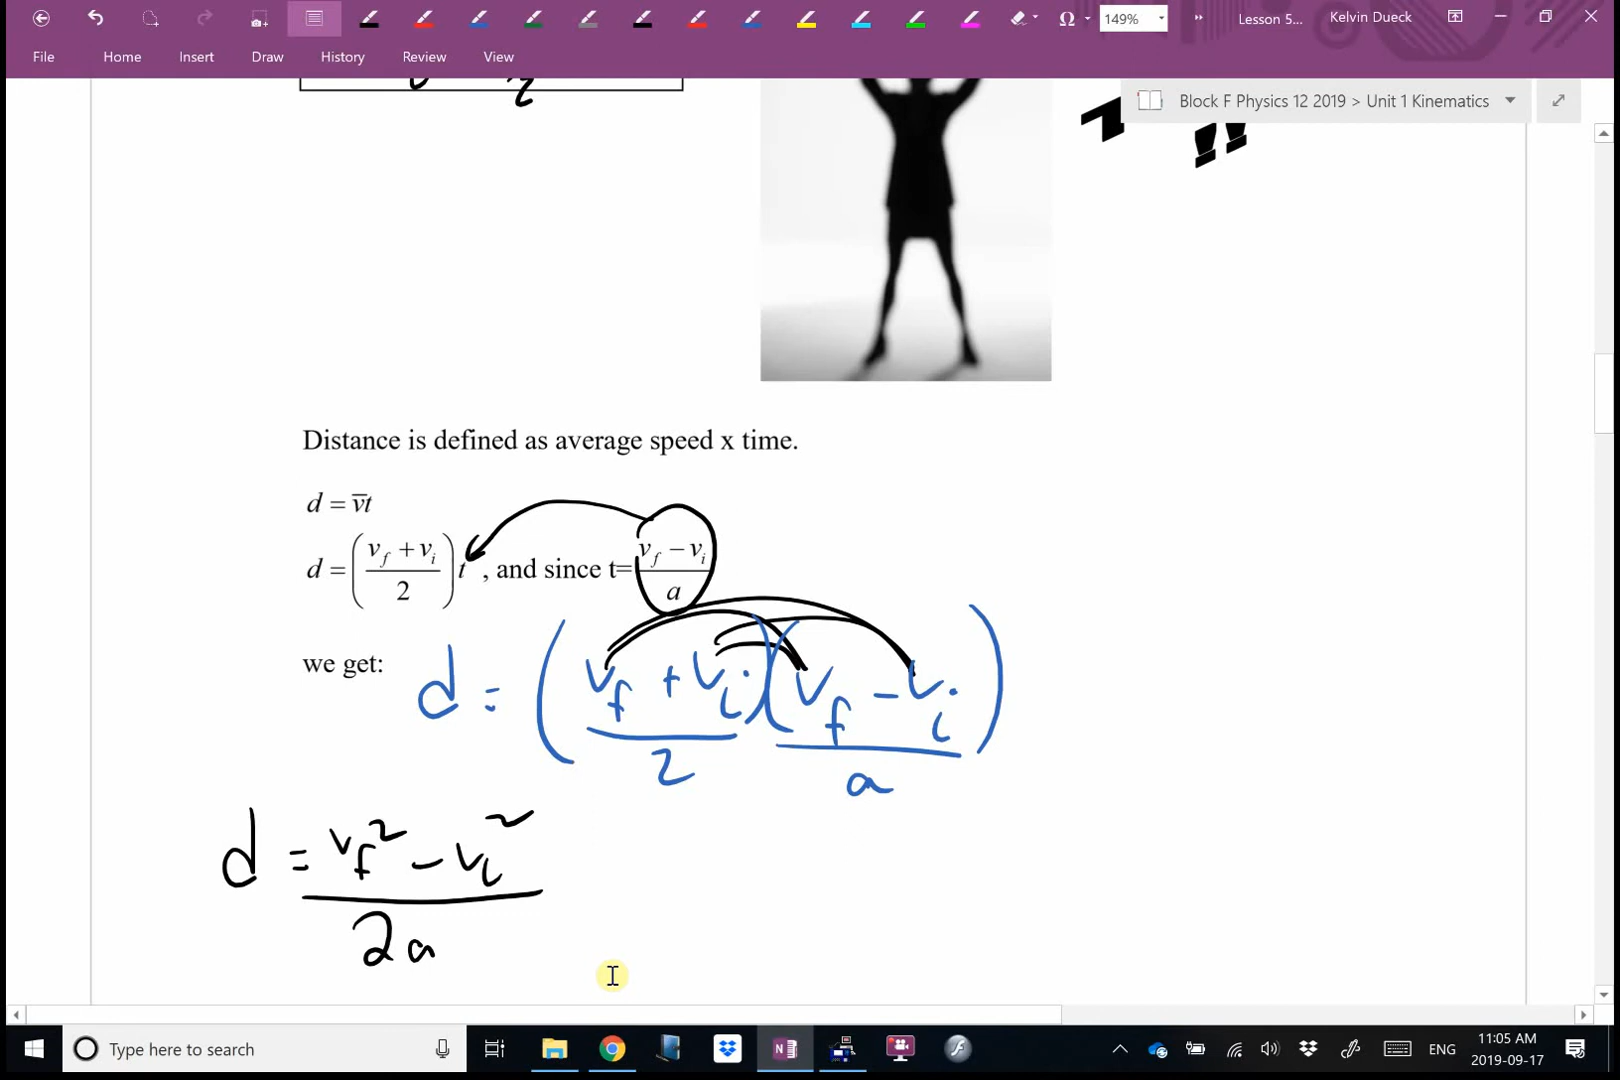 149%
Lesson 5...
Kelvin Dueck
File Home Insert Draw History Review View
Block F Physics 12 2019 > Unit 1 Kinematics
2
!!
Distance is defined as average speed x time.
d = v̅t
d = (v_f + v_i / 2) t , and since t= v_f − v_i / a
we get: d = (v_f + v_i / 2)(v_f − v_i / a)
d = v_f² − v_i² / 2a
Type here to search
ENG
11:05 AM
2019-09-17